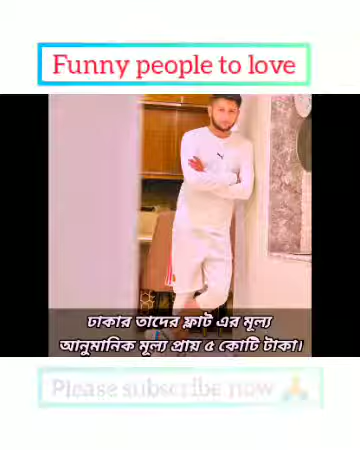 Funny people to love
ঢাকার তাদের ফ্লাট এর মূল্য
আনুমানিক মূল্য প্রায় ৫ কোটি টাকা।
Please subscribe now 🙏